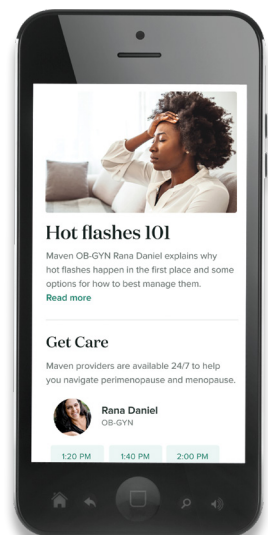 Hot flashes 101
Maven OB-GYN Rana Daniel explains why
hot flashes happen in the first place and some
options for how to best manage them.
Read more
Get Care
Maven providers are available 24/7 to help
you navigate perimenopause and menopause.
Rana Daniel
OB-GYN
1:20 PM 1:40 PM 2:00 PM